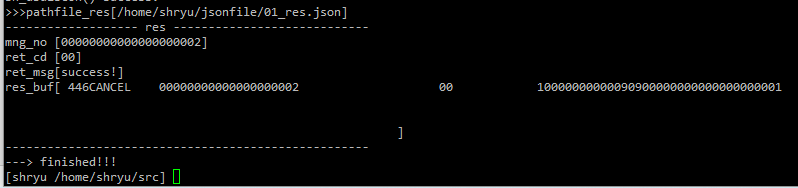 >>>pathfile_res[/home/shryu/jsonfile/01_res.json]
------------------- res ----------------------------
mng_no [00000000000000000002]
ret_cd [00]
ret_msg[success!]
res_buf[ 446CANCEL    00000000000000000002                    00            10000000000090900000000000000000001
]
----------------------------------------------------
---> finished!!!
[shryu /home/shryu/src]